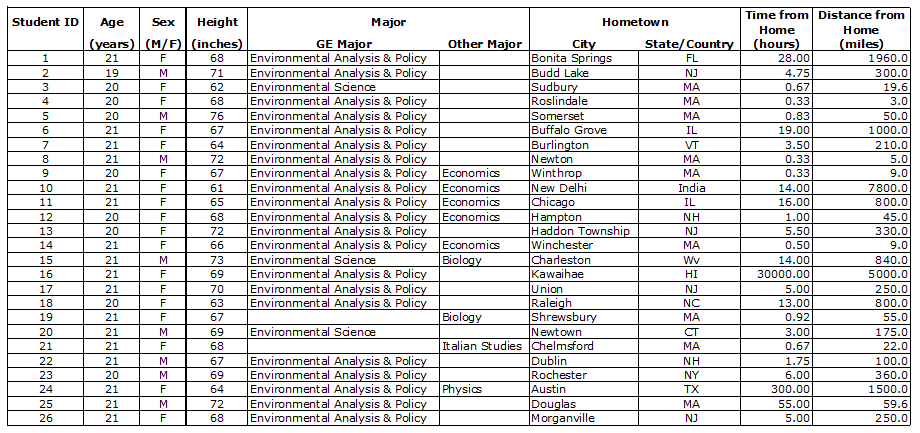 Student ID Age Sex Height Major Hometown Time from Home Distance from Home
(years) (M/F) (inches) GE Major Other Major City State/Country (hours) (miles)
1 21 F 68 Environmental Analysis & Policy Bonita Springs FL 28.00 1960.0
2 19 M 71 Environmental Analysis & Policy Budd Lake NJ 4.75 300.0
3 20 F 62 Environmental Science Sudbury MA 0.67 19.6
4 20 F 68 Environmental Analysis & Policy Roslindale MA 0.33 3.0
5 20 M 76 Environmental Analysis & Policy Somerset MA 0.83 50.0
6 21 F 67 Environmental Analysis & Policy Buffalo Grove IL 19.00 1000.0
7 21 F 64 Environmental Analysis & Policy Burlington VT 3.50 210.0
8 21 M 72 Environmental Analysis & Policy Newton MA 0.33 5.0
9 20 F 67 Environmental Analysis & Policy Economics Winthrop MA 0.33 9.0
10 21 F 61 Environmental Analysis & Policy Economics New Delhi India 14.00 7800.0
11 21 F 65 Environmental Analysis & Policy Economics Chicago IL 16.00 800.0
12 20 F 68 Environmental Analysis & Policy Economics Hampton NH 1.00 45.0
13 20 F 72 Environmental Analysis & Policy Haddon Township NJ 5.50 330.0
14 21 F 66 Environmental Analysis & Policy Economics Winchester MA 0.50 9.0
15 21 M 73 Environmental Science Biology Charleston Wv 14.00 840.0
16 21 F 69 Environmental Analysis & Policy Kawaihae HI 30000.00 5000.0
17 21 F 70 Environmental Analysis & Policy Union NJ 5.00 250.0
18 20 F 63 Environmental Analysis & Policy Raleigh NC 13.00 800.0
19 21 F 67 Biology Shrewsbury MA 0.92 55.0
20 21 M 69 Environmental Science Newtown CT 3.00 175.0
21 21 F 68 Italian Studies Chelmsford MA 0.67 22.0
22 21 M 67 Environmental Analysis & Policy Dublin NH 1.75 100.0
23 20 M 69 Environmental Analysis & Policy Rochester NY 6.00 360.0
24 21 F 64 Environmental Analysis & Policy Physics Austin TX 300.00 1500.0
25 21 M 72 Environmental Analysis & Policy Douglas MA 55.00 59.6
26 21 F 68 Environmental Analysis & Policy Morganville NJ 5.00 250.0